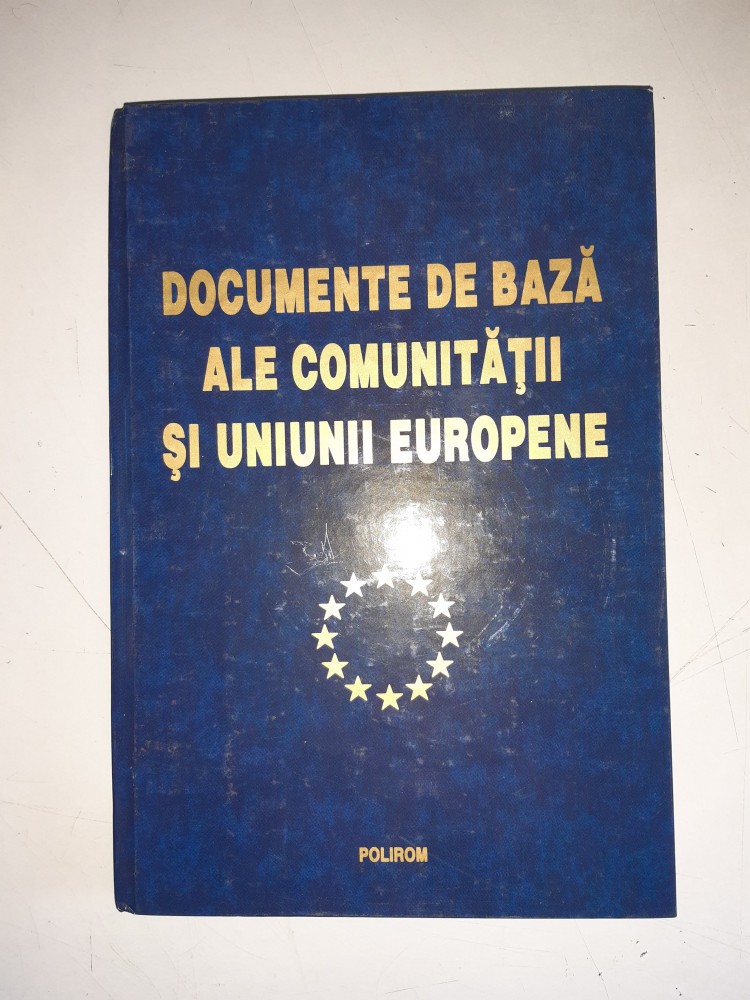 DOCUMENTE DE BAZĂ
ALE COMUNITĂŢII
ŞI UNIUNII EUROPENE
POLIROM